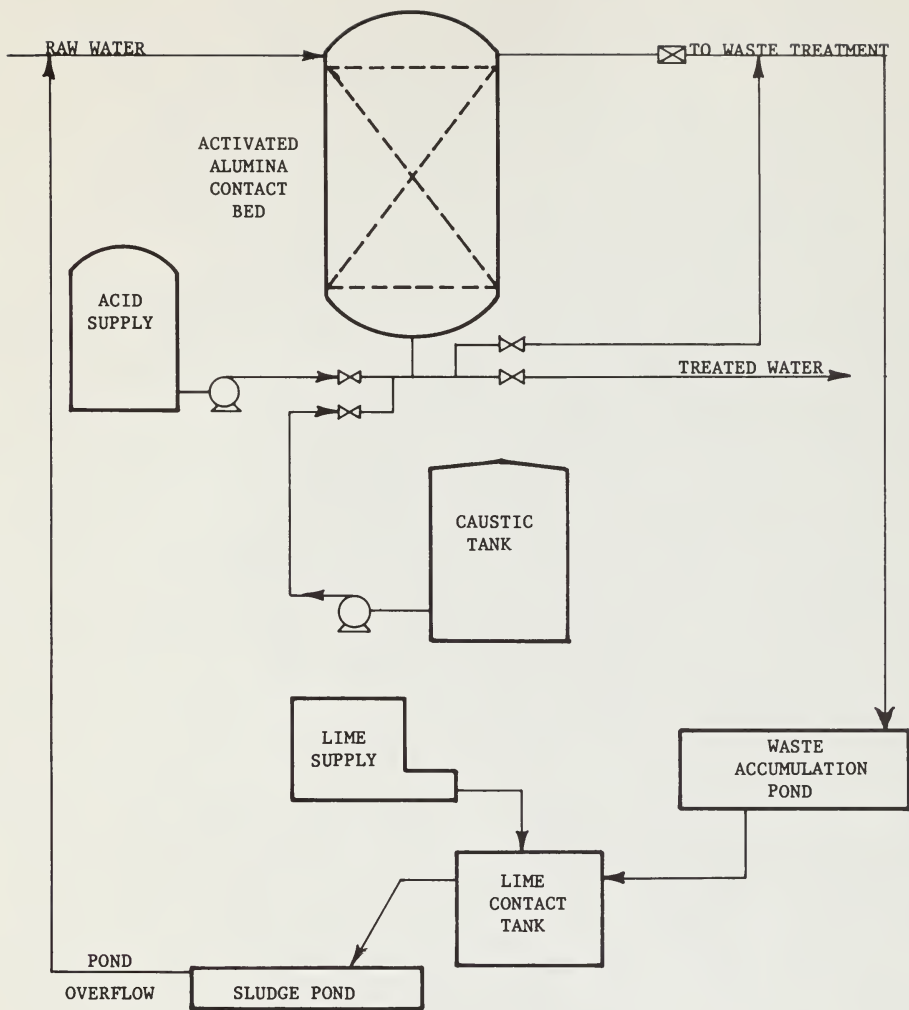 RAW WATER
TO WASTE TREATMENT
ACTIVATED
ALUMINA
CONTACT
BED
ACID
SUPPLY
TREATED WATER
CAUSTIC
TANK
LIME
SUPPLY
WASTE
ACCUMULATION
POND
LIME
CONTACT
TANK
POND
OVERFLOW
SLUDGE POND